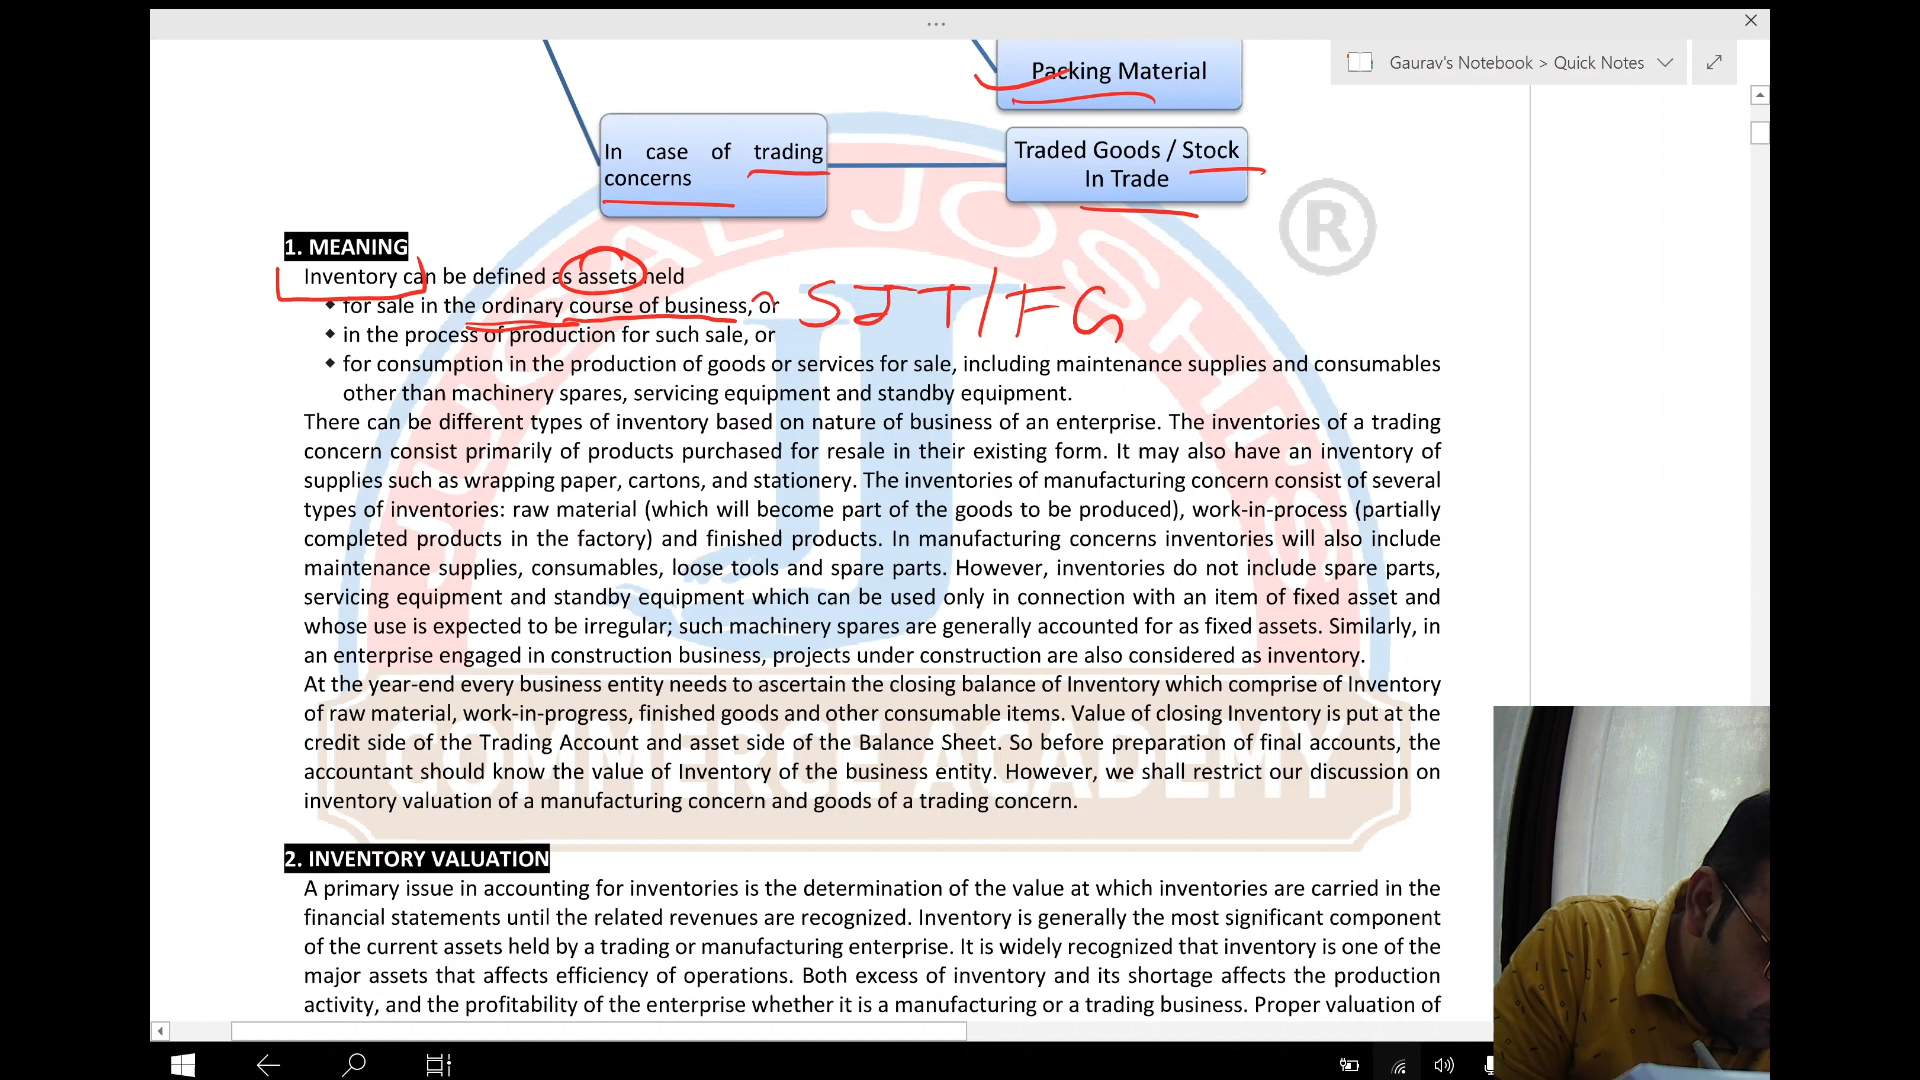 Gaurav's Notebook > Quick Notes
Packing Material
In case of trading
concerns
Traded Goods / Stock
In Trade
JJ
JOSHI'S
®
COMMERCE ACADEMY
1. MEANING
Inventory can be defined as assets held
for sale in the ordinary course of business, or
SIT/FG
in the process of production for such sale, or
for consumption in the production of goods or services for sale, including maintenance supplies and consumables
other than machinery spares, servicing equipment and standby equipment.
There can be different types of inventory based on nature of business of an enterprise. The inventories of a trading
concern consist primarily of products purchased for resale in their existing form. It may also have an inventory of
supplies such as wrapping paper, cartons, and stationery. The inventories of manufacturing concern consist of several
types of inventories: raw material (which will become part of the goods to be produced), work-in-process (partially
completed products in the factory) and finished products. In manufacturing concerns inventories will also include
maintenance supplies, consumables, loose tools and spare parts. However, inventories do not include spare parts,
servicing equipment and standby equipment which can be used only in connection with an item of fixed asset and
whose use is expected to be irregular; such machinery spares are generally accounted for as fixed assets. Similarly, in
an enterprise engaged in construction business, projects under construction are also considered as inventory.
At the year-end every business entity needs to ascertain the closing balance of Inventory which comprise of Inventory
of raw material, work-in-progress, finished goods and other consumable items. Value of closing Inventory is put at the
credit side of the Trading Account and asset side of the Balance Sheet. So before preparation of final accounts, the
accountant should know the value of Inventory of the business entity. However, we shall restrict our discussion on
inventory valuation of a manufacturing concern and goods of a trading concern.
2. INVENTORY VALUATION
A primary issue in accounting for inventories is the determination of the value at which inventories are carried in the
financial statements until the related revenues are recognized. Inventory is generally the most significant component
of the current assets held by a trading or manufacturing enterprise. It is widely recognized that inventory is one of the
major assets that affects efficiency of operations. Both excess of inventory and its shortage affects the production
activity, and the profitability of the enterprise whether it is a manufacturing or a trading business. Proper valuation of